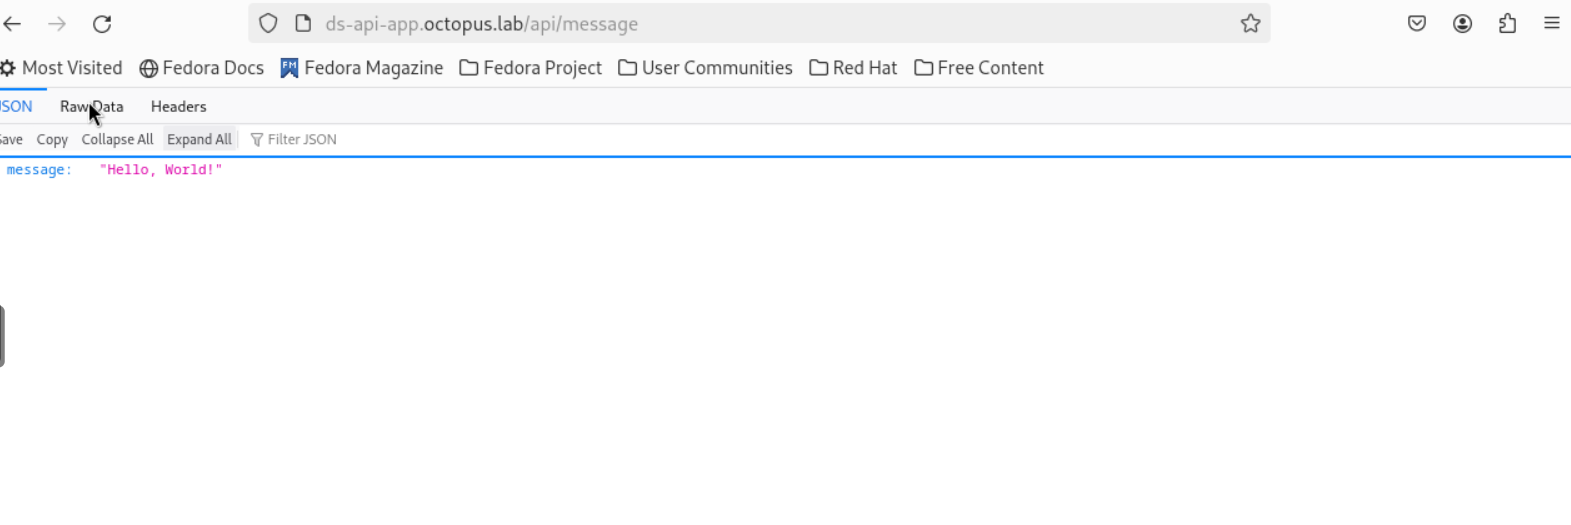 ds-api-app.octopus.lab/api/message
Most Visited Fedora Docs FM Fedora Magazine Fedora Project User Communities Red Hat Free Content
JSON Raw Data Headers
Save Copy Collapse All Expand All Filter JSON
message: "Hello, World!"